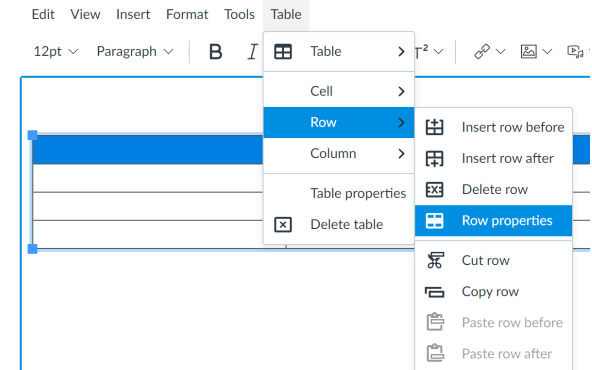 Edit View Insert Format Tools Table
12pt Paragraph B I T²
Table
Cell
Row
Column
Table properties
Delete table
Insert row before
Insert row after
Delete row
Row properties
Cut row
Copy row
Paste row before
Paste row after